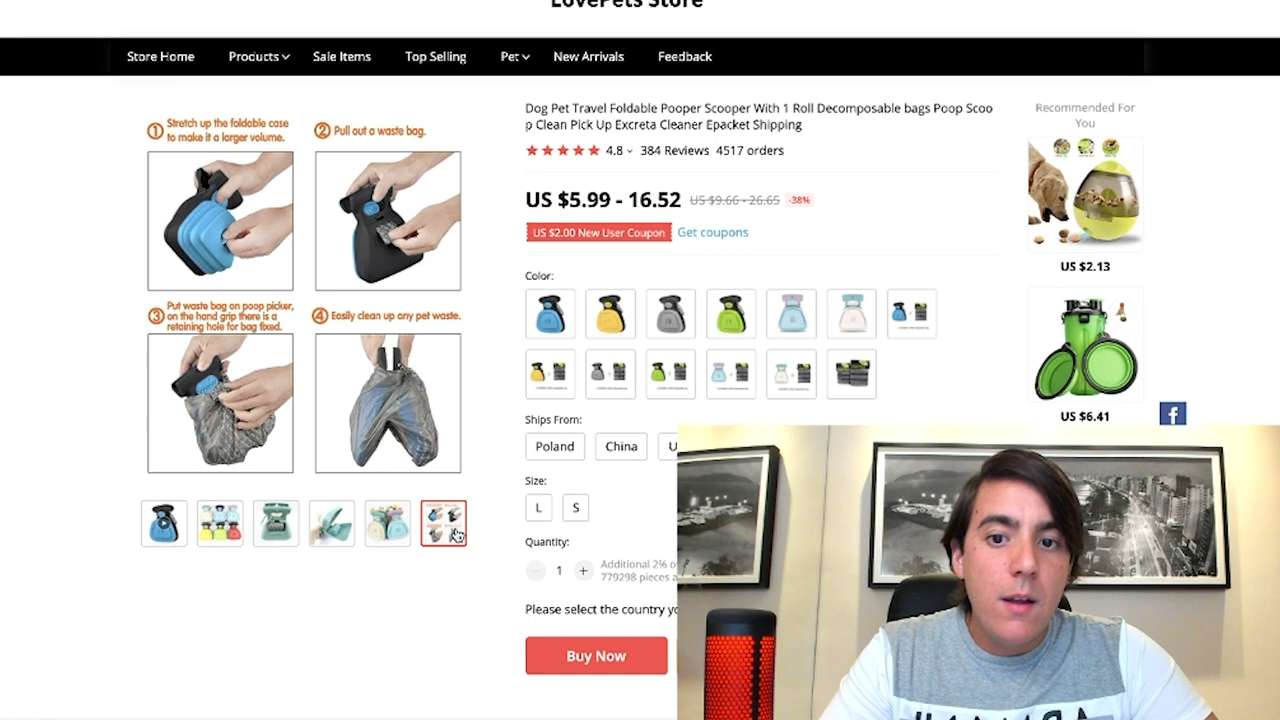 LovePets Store
Store Home Products Sale Items Top Selling Pet New Arrivals Feedback
1 Stretch up the foldable case
to make it a larger volume.
2 Pull out a waste bag.
3 Put waste bag on poop picker,
on the hand grip there is a
retaining hole for bag fixed.
4 Easily clean up any pet waste.
Dog Pet Travel Foldable Pooper Scooper With 1 Roll Decomposable bags Poop Scoo
p Clean Pick Up Excreta Cleaner Epacket Shipping
4.8 384 Reviews 4517 orders
US $5.99 - 16.52 US $9.66 - 26.65 -38%
US $2.00 New User Coupon Get coupons
Color:
Ships From:
Poland China U
Size:
L S
Quantity:
1 Additional 2% o
779298 pieces a
Please select the country yo
Buy Now
Recommended For
You
US $2.13
US $6.41
f